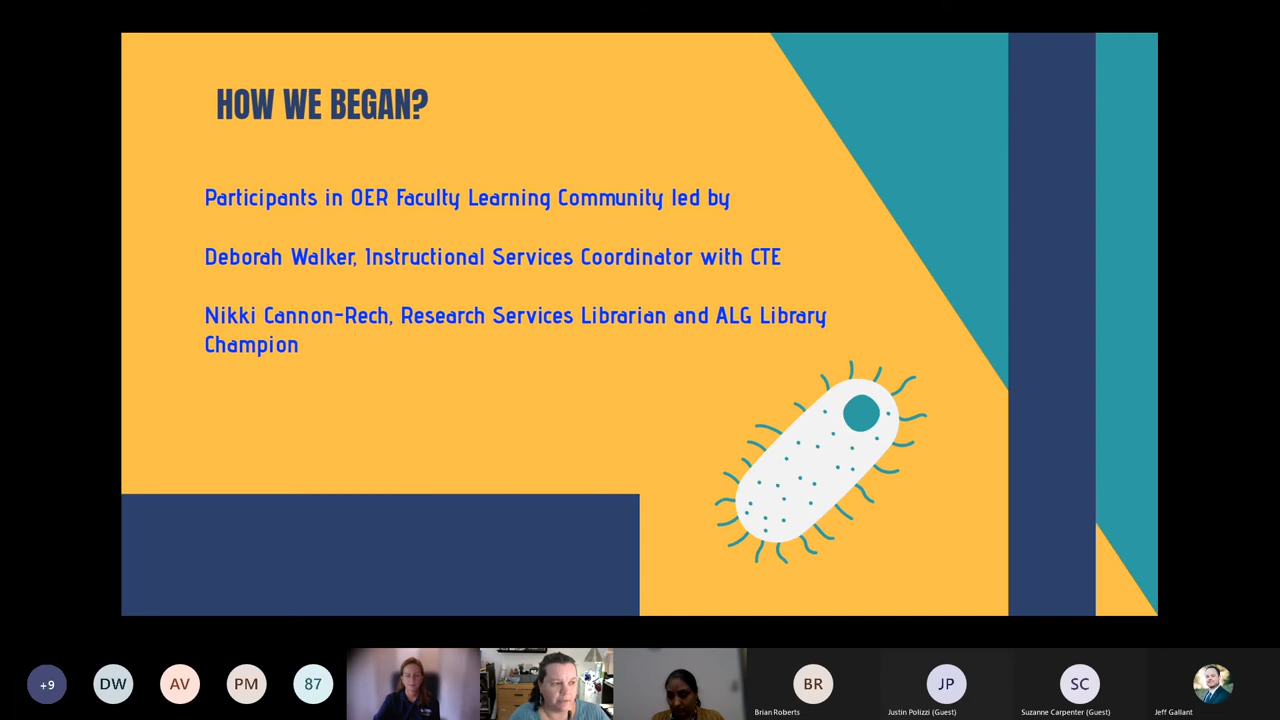 HOW WE BEGAN?
Participants in OER Faculty Learning Community led by
Deborah Walker, Instructional Services Coordinator with CTE
Nikki Cannon-Rech, Research Services Librarian and ALG Library
Champion
+9
DW
AV
PM
87
BR
JP
SC
Brian Roberts
Justin Polizzi (Guest)
Suzanne Carpenter (Guest)
Jeff Gallant